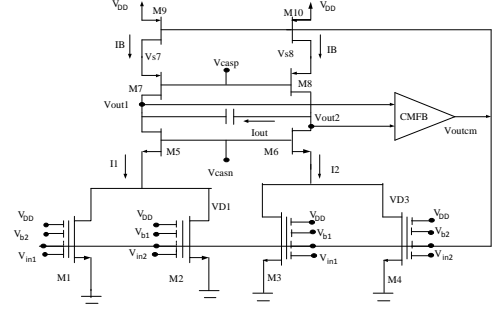 VDD M9 M10 VDD
IB IB
Vs7 Vs8
Vcasp
M7 M8
Vout1 Vout2 CMFB Voutcm
Iout
M5 M6
I1 Vcasn I2
VD1 VD3
VDD VDD VDD VDD
Vb2 Vb1 Vb1 Vb2
Vin1 Vin2 Vin1 Vin2
M1 M2 M3 M4